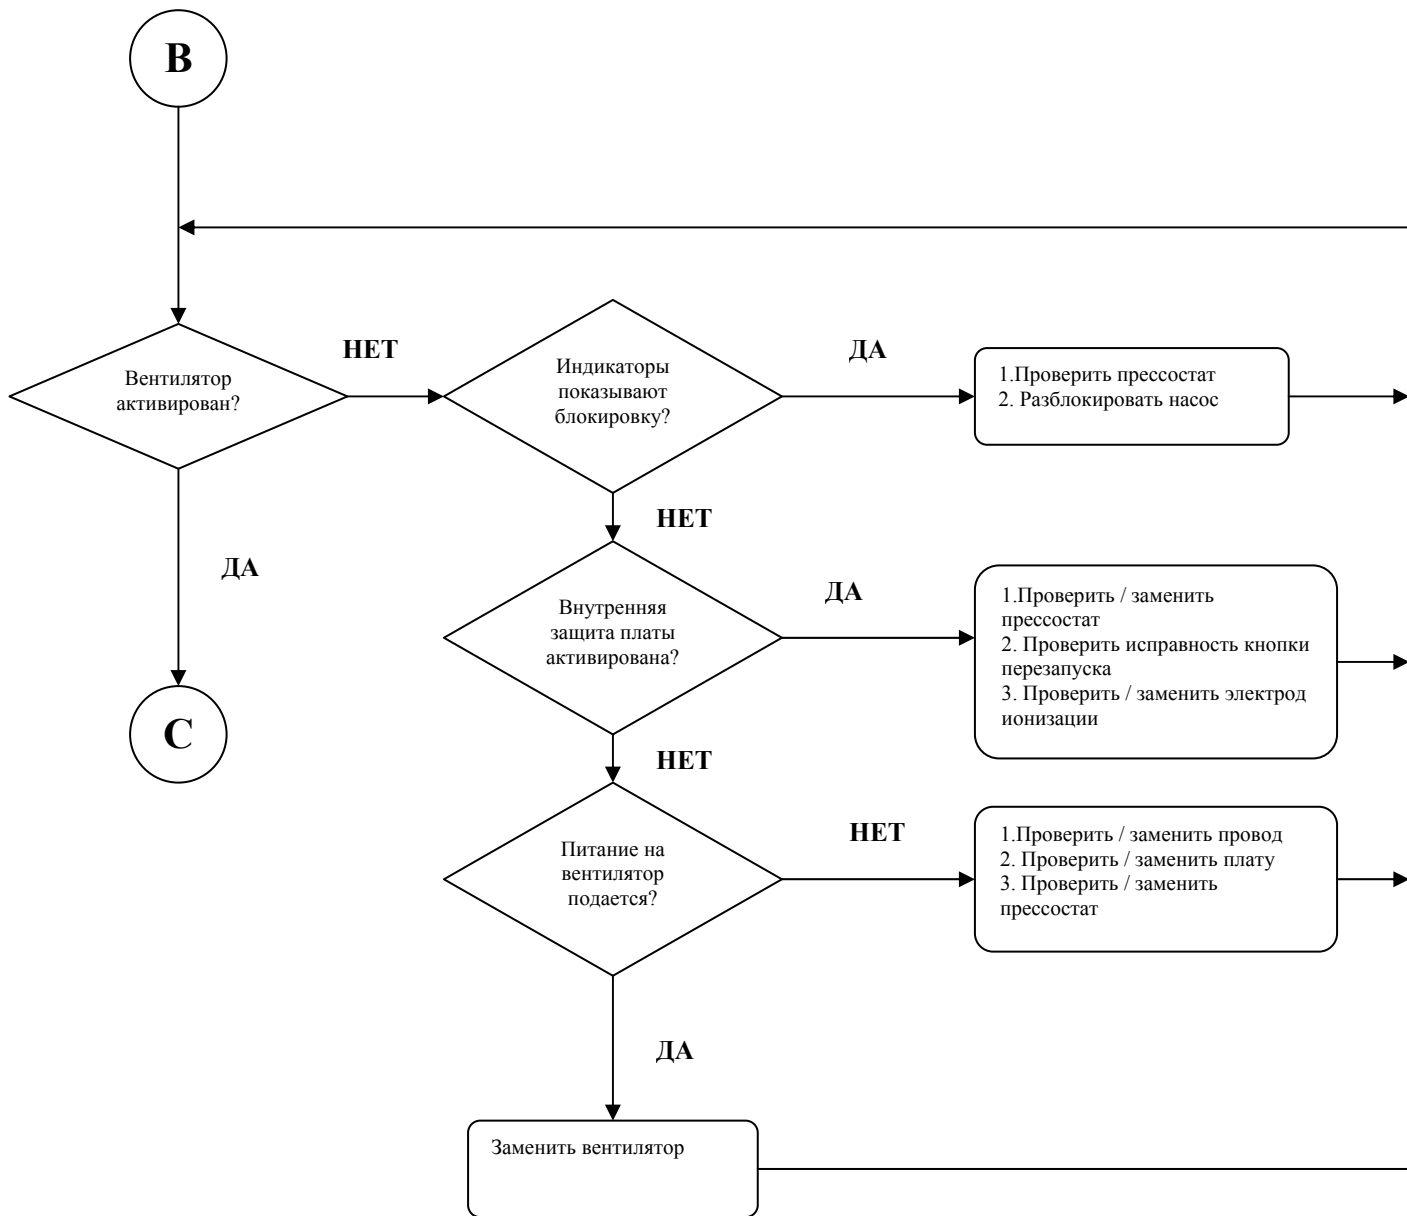 B
НЕТ
ДА
Вентилятор
активирован?
Индикаторы
показывают
блокировку?
1.Проверить прессостат
2. Разблокировать насос
НЕТ
ДА
ДА
Внутренняя
защита платы
активирована?
1.Проверить / заменить
прессостат
2. Проверить исправность кнопки
перезапуска
3. Проверить / заменить электрод
ионизации
C
НЕТ
НЕТ
Питание на
вентилятор
подается?
1.Проверить / заменить провод
2. Проверить / заменить плату
3. Проверить / заменить
прессостат
ДА
Заменить вентилятор